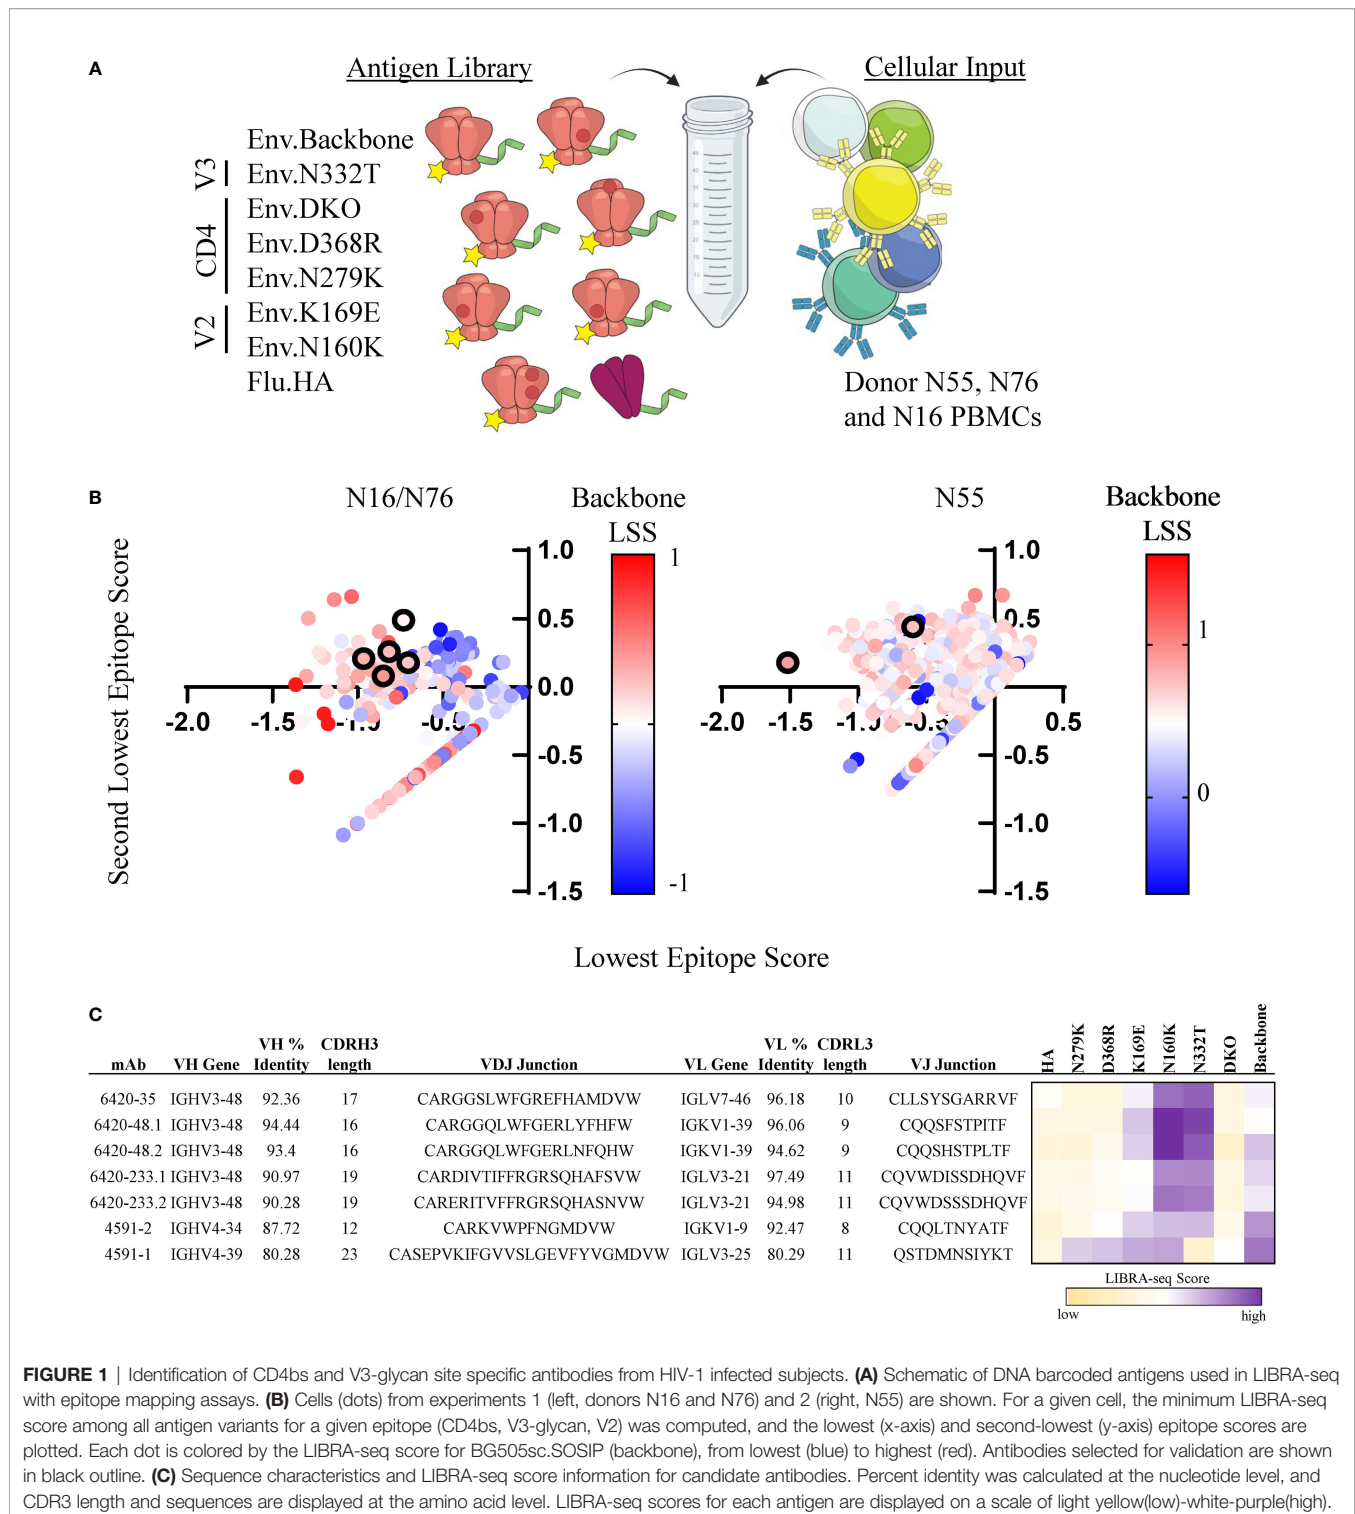 A
Antigen Library
Cellular Input
Env.Backbone
V3
Env.N332T
CD4
Env.DKO
Env.D368R
Env.N279K
V2
Env.K169E
Env.N160K
Flu.HA
Donor N55, N76
and N16 PBMCs
B
N16/N76
Backbone
LSS
N55
Backbone
LSS
Second Lowest Epitope Score
1.0
0.5
0.0
-0.5
-1.0
-1.5
-2.0 -1.5 -1.0 -0.5
1
-1
1.0
0.5
-0.5
-1.0
-1.5
-2.0 -1.5 -1.0 -0.5 0.5
1
0
Lowest Epitope Score
C
mAb VH Gene VH % Identity CDRH3 length VDJ Junction VL Gene VL % Identity CDRL3 length VJ Junction HA N279K D368R K169E N160K N332T DKO Backbone
6420-35 IGHV3-48 92.36 17 CARGGSLWFGREFHAMDVW IGLV7-46 96.18 10 CLLSYSGARRVF
6420-48.1 IGHV3-48 94.44 16 CARGGQLWFGERLYFHFW IGKV1-39 96.06 9 CQQSFSTPITF
6420-48.2 IGHV3-48 93.4 16 CARGGQLWFGERLNFQHW IGKV1-39 94.62 9 CQQSHSTPLTF
6420-233.1 IGHV3-48 90.97 19 CARDIVTIFFRGRSQHAFSVW IGLV3-21 97.49 11 CQVWDISSDHQVF
6420-233.2 IGHV3-48 90.28 19 CARERITVFFRGRSQHASNVW IGLV3-21 94.98 11 CQVWDSSSDHQVF
4591-2 IGHV4-34 87.72 12 CARKVWPFNGMDVW IGKV1-9 92.47 8 CQQLTNYATF
4591-1 IGHV4-39 80.28 23 CASEPVKIFGVVSLGEVFYVGMDVW IGLV3-25 80.29 11 QSTDMNSIYKT
LIBRA-seq Score
low high
FIGURE 1 | Identification of CD4bs and V3-glycan site specific antibodies from HIV-1 infected subjects. (A) Schematic of DNA barcoded antigens used in LIBRA-seq
with epitope mapping assays. (B) Cells (dots) from experiments 1 (left, donors N16 and N76) and 2 (right, N55) are shown. For a given cell, the minimum LIBRA-seq
score among all antigen variants for a given epitope (CD4bs, V3-glycan, V2) was computed, and the lowest (x-axis) and second-lowest (y-axis) epitope scores are
plotted. Each dot is colored by the LIBRA-seq score for BG505sc.SOSIP (backbone), from lowest (blue) to highest (red). Antibodies selected for validation are shown
in black outline. (C) Sequence characteristics and LIBRA-seq score information for candidate antibodies. Percent identity was calculated at the nucleotide level, and
CDR3 length and sequences are displayed at the amino acid level. LIBRA-seq scores for each antigen are displayed on a scale of light yellow(low)-white-purple(high).